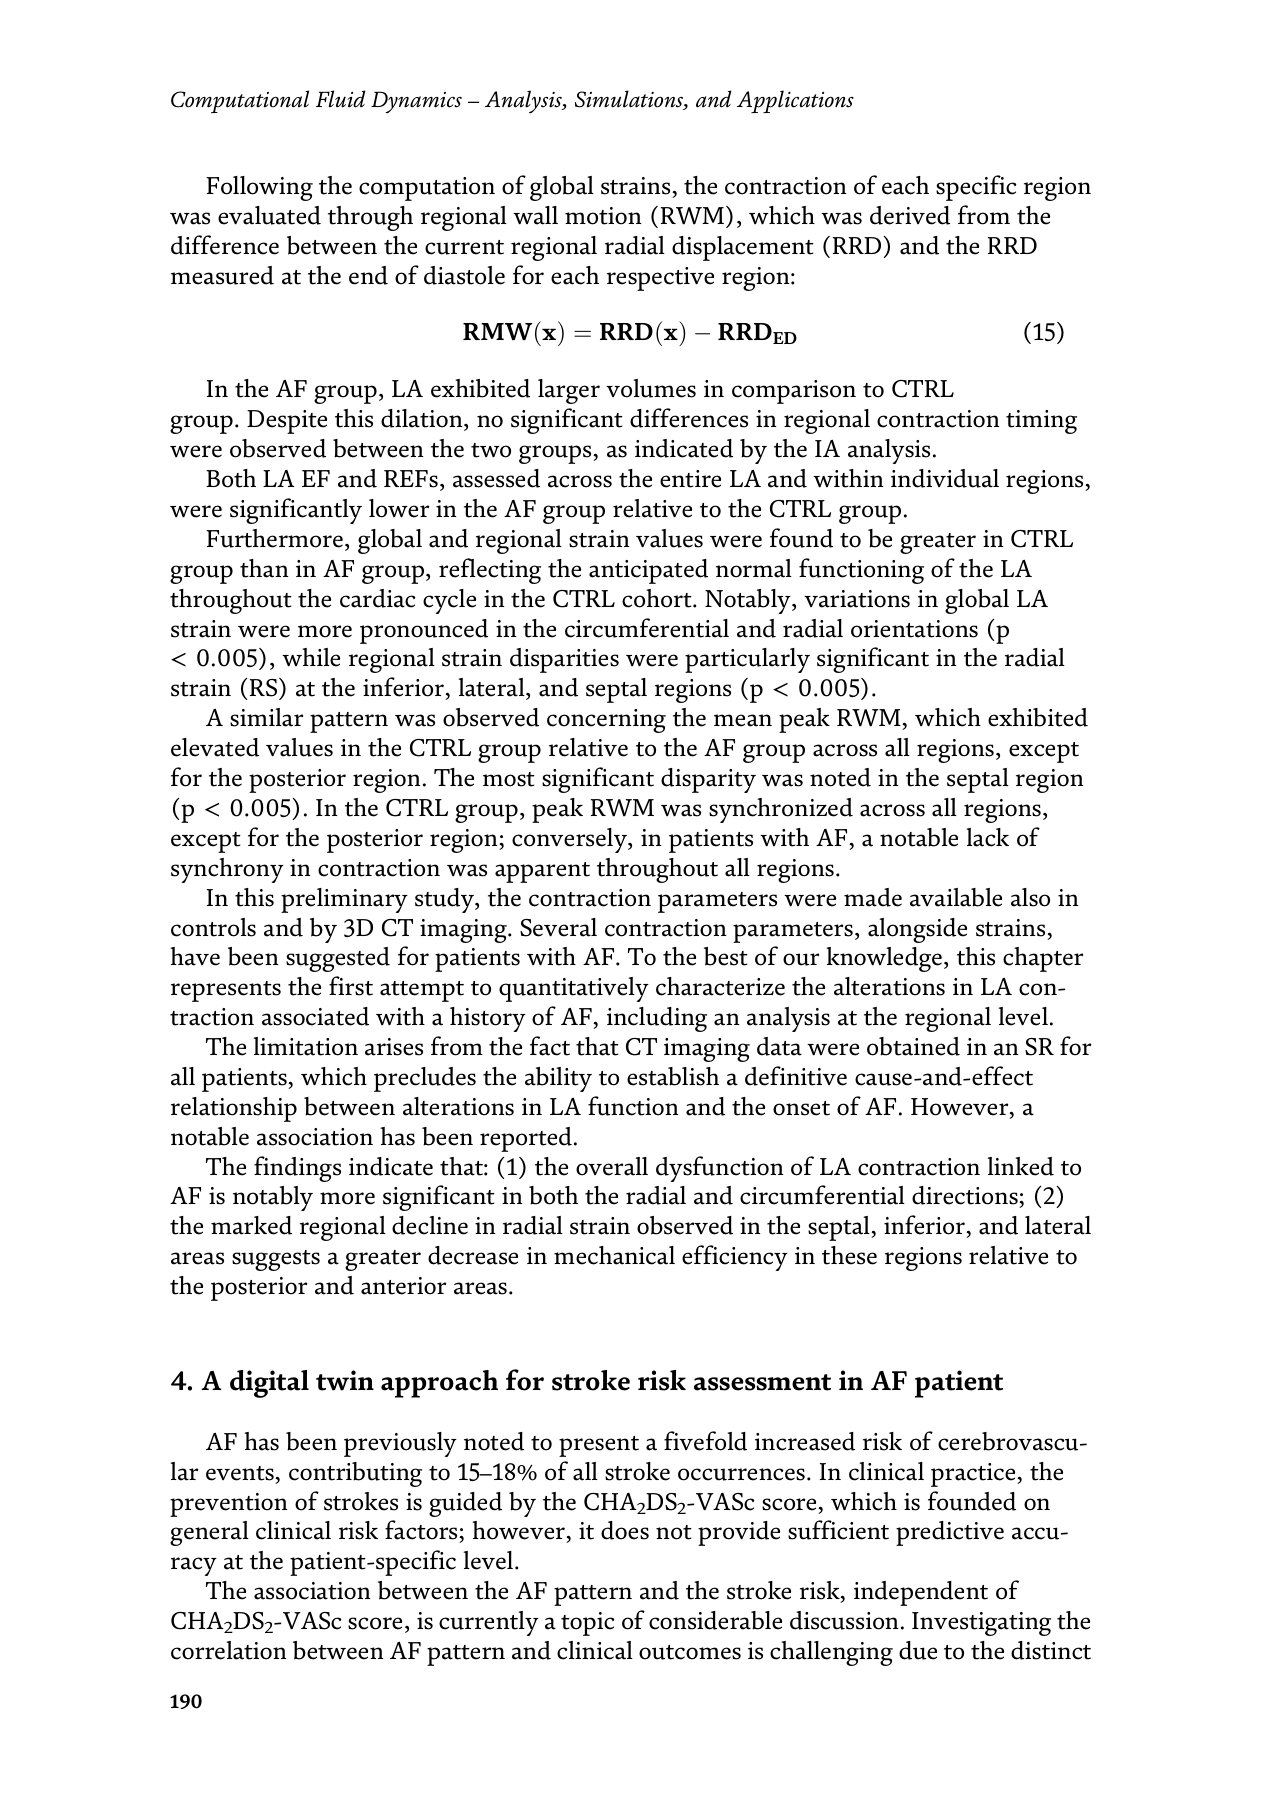 Computational Fluid Dynamics – Analysis, Simulations, and Applications
Following the computation of global strains, the contraction of each specific region
was evaluated through regional wall motion (RWM), which was derived from the
difference between the current regional radial displacement (RRD) and the RRD
measured at the end of diastole for each respective region:
RMW(x) = RRD(x) − RRD_ED (15)
In the AF group, LA exhibited larger volumes in comparison to CTRL
group. Despite this dilation, no significant differences in regional contraction timing
were observed between the two groups, as indicated by the IA analysis.
Both LA EF and REFs, assessed across the entire LA and within individual regions,
were significantly lower in the AF group relative to the CTRL group.
Furthermore, global and regional strain values were found to be greater in CTRL
group than in AF group, reflecting the anticipated normal functioning of the LA
throughout the cardiac cycle in the CTRL cohort. Notably, variations in global LA
strain were more pronounced in the circumferential and radial orientations (p
< 0.005), while regional strain disparities were particularly significant in the radial
strain (RS) at the inferior, lateral, and septal regions (p < 0.005).
A similar pattern was observed concerning the mean peak RWM, which exhibited
elevated values in the CTRL group relative to the AF group across all regions, except
for the posterior region. The most significant disparity was noted in the septal region
(p < 0.005). In the CTRL group, peak RWM was synchronized across all regions,
except for the posterior region; conversely, in patients with AF, a notable lack of
synchrony in contraction was apparent throughout all regions.
In this preliminary study, the contraction parameters were made available also in
controls and by 3D CT imaging. Several contraction parameters, alongside strains,
have been suggested for patients with AF. To the best of our knowledge, this chapter
represents the first attempt to quantitatively characterize the alterations in LA con-
traction associated with a history of AF, including an analysis at the regional level.
The limitation arises from the fact that CT imaging data were obtained in an SR for
all patients, which precludes the ability to establish a definitive cause-and-effect
relationship between alterations in LA function and the onset of AF. However, a
notable association has been reported.
The findings indicate that: (1) the overall dysfunction of LA contraction linked to
AF is notably more significant in both the radial and circumferential directions; (2)
the marked regional decline in radial strain observed in the septal, inferior, and lateral
areas suggests a greater decrease in mechanical efficiency in these regions relative to
the posterior and anterior areas.
4. A digital twin approach for stroke risk assessment in AF patient
AF has been previously noted to present a fivefold increased risk of cerebrovascu-
lar events, contributing to 15–18% of all stroke occurrences. In clinical practice, the
prevention of strokes is guided by the CHA₂DS₂-VASc score, which is founded on
general clinical risk factors; however, it does not provide sufficient predictive accu-
racy at the patient-specific level.
The association between the AF pattern and the stroke risk, independent of
CHA₂DS₂-VASc score, is currently a topic of considerable discussion. Investigating the
correlation between AF pattern and clinical outcomes is challenging due to the distinct
190